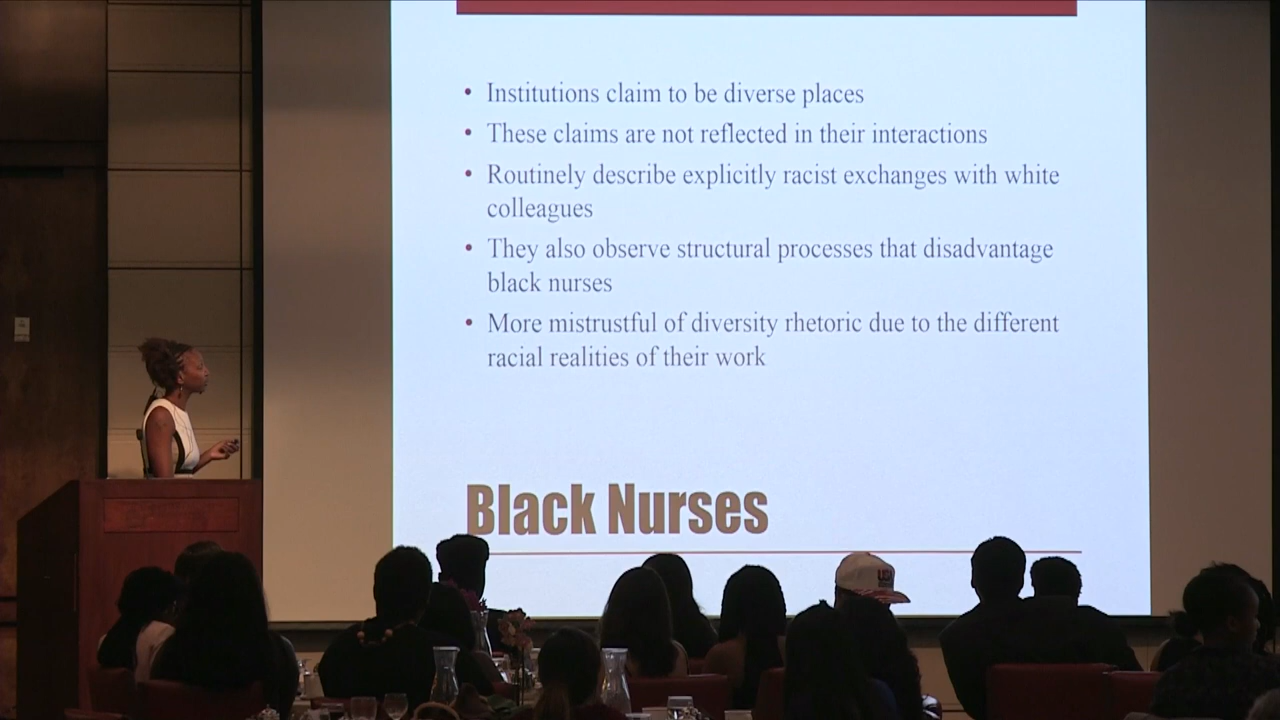 • Institutions claim to be diverse places
• These claims are not reflected in their interactions
• Routinely describe explicitly racist exchanges with white
colleagues
• They also observe structural processes that disadvantage
black nurses
• More mistrustful of diversity rhetoric due to the different
racial realities of their work
Black Nurses